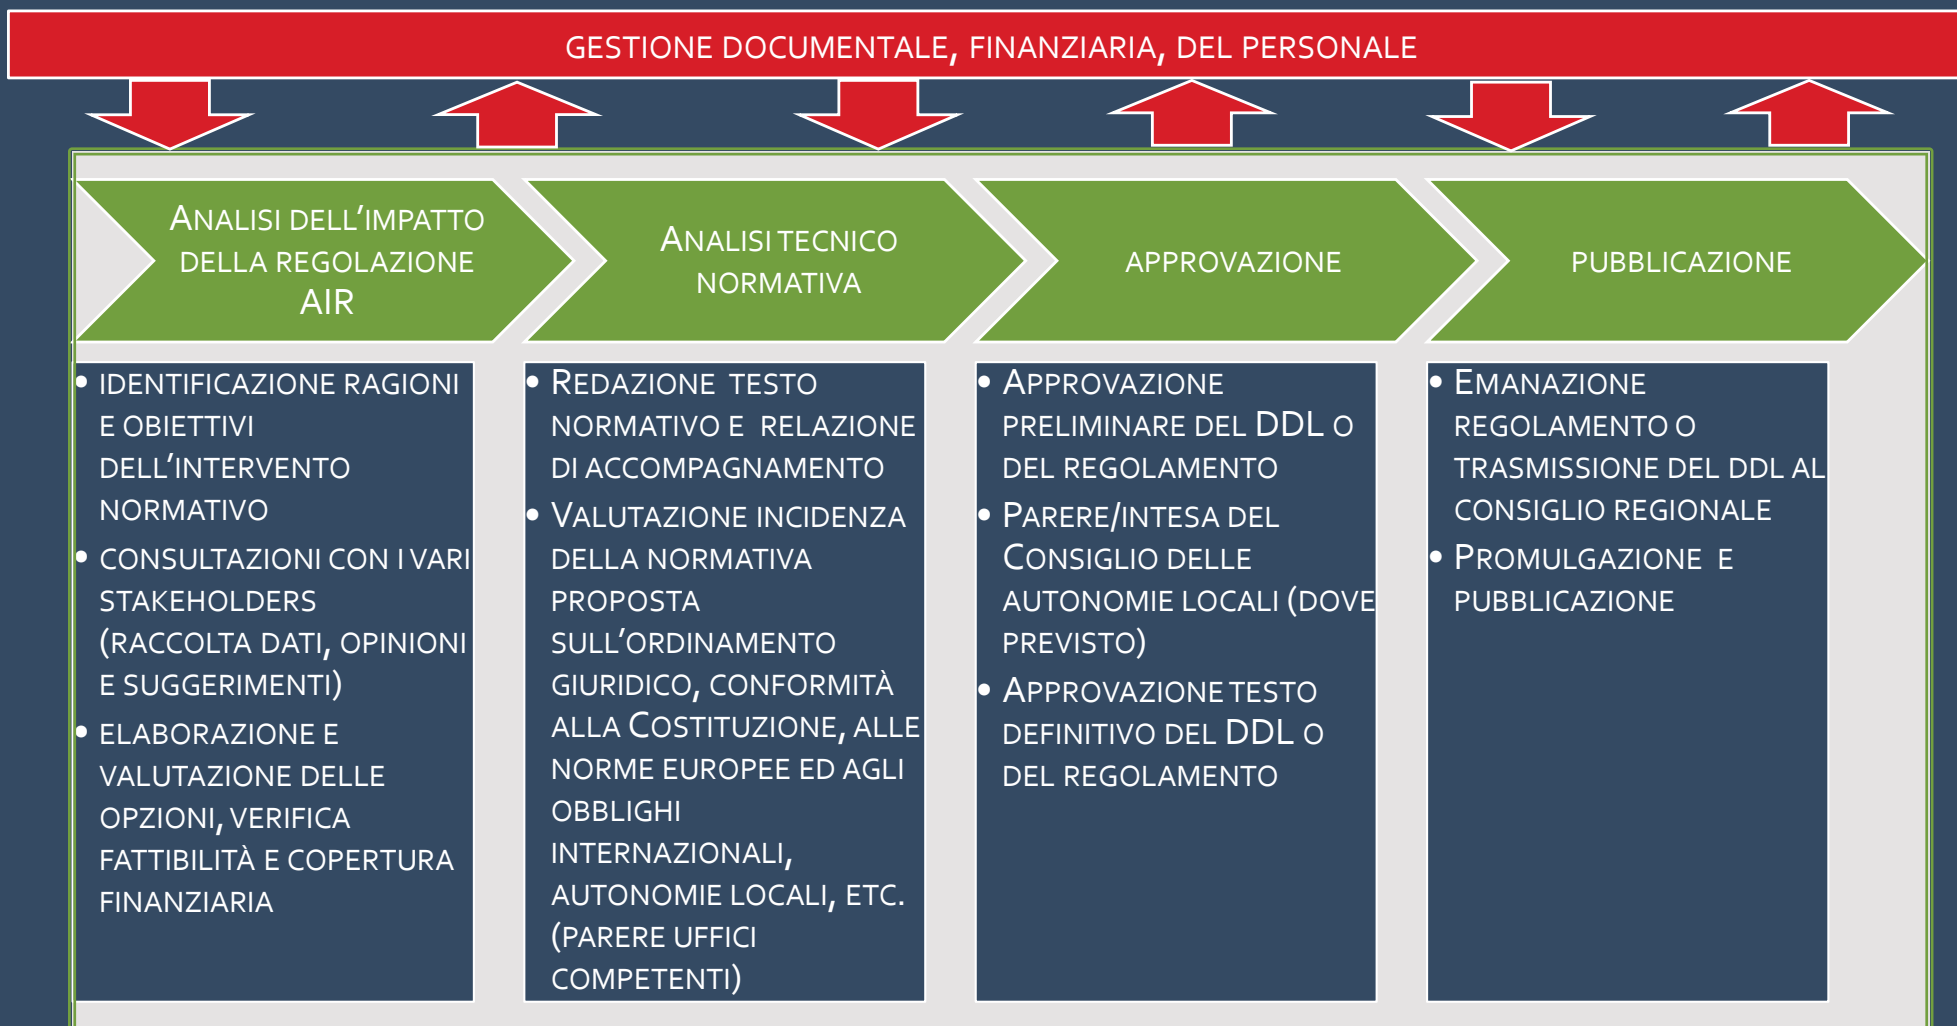 GESTIONE DOCUMENTALE, FINANZIARIA, DEL PERSONALE
ANALISI DELL'IMPATTO
DELLA REGOLAZIONE
AIR
ANALISI TECNICO
NORMATIVA
APPROVAZIONE
PUBBLICAZIONE
• IDENTIFICAZIONE RAGIONI
E OBIETTIVI
DELL'INTERVENTO
NORMATIVO
• CONSULTAZIONI CON I VARI
STAKEHOLDERS
(RACCOLTA DATI, OPINIONI
E SUGGERIMENTI)
• ELABORAZIONE E
VALUTAZIONE DELLE
OPZIONI, VERIFICA
FATTIBILITÀ E COPERTURA
FINANZIARIA
• REDAZIONE TESTO
NORMATIVO E RELAZIONE
DI ACCOMPAGNAMENTO
• VALUTAZIONE INCIDENZA
DELLA NORMATIVA
PROPOSTA
SULL'ORDINAMENTO
GIURIDICO, CONFORMITÀ
ALLA COSTITUZIONE, ALLE
NORME EUROPEE ED AGLI
OBBLIGHI
INTERNAZIONALI,
AUTONOMIE LOCALI, ETC.
(PARERE UFFICI
COMPETENTI)
• APPROVAZIONE
PRELIMINARE DEL DDL O
DEL REGOLAMENTO
• PARERE/INTESA DEL
CONSIGLIO DELLE
AUTONOMIE LOCALI (DOVE
PREVISTO)
• APPROVAZIONE TESTO
DEFINITIVO DEL DDL O
DEL REGOLAMENTO
• EMANAZIONE
REGOLAMENTO O
TRASMISSIONE DEL DDL AL
CONSIGLIO REGIONALE
• PROMULGAZIONE E
PUBBLICAZIONE